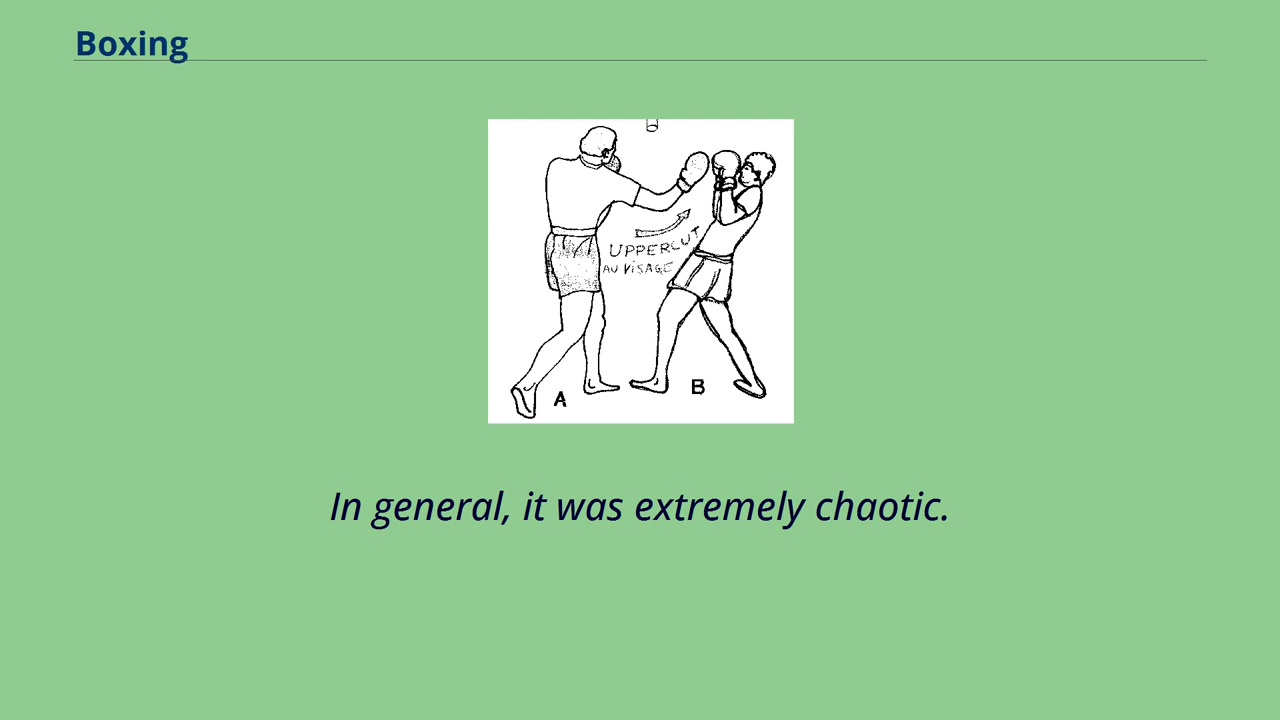 Boxing
UPPERCUT
AU VISAGE
A
B
In general, it was extremely chaotic.